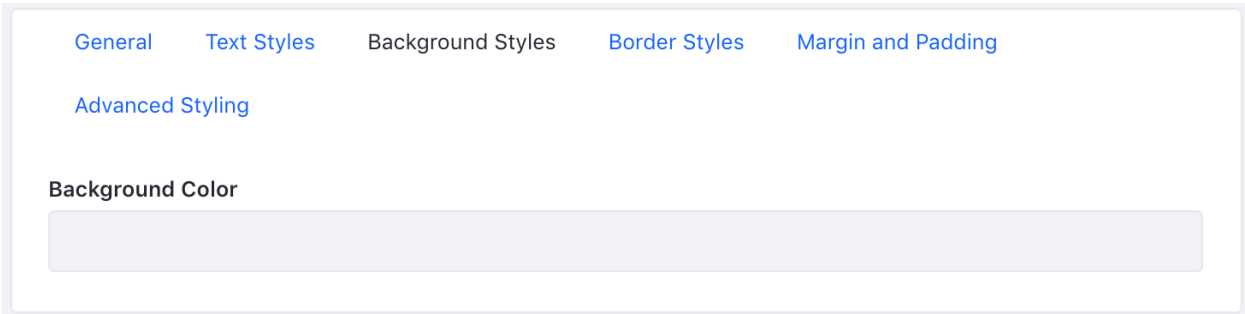 General Text Styles Background Styles Border Styles Margin and Padding
Advanced Styling
Background Color